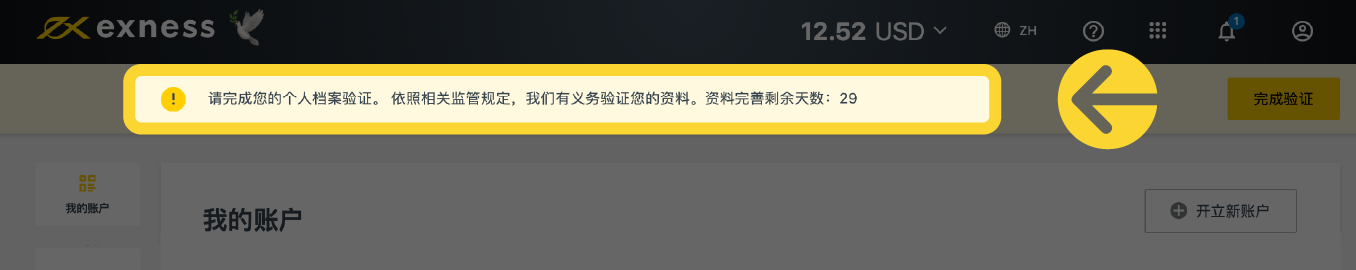 exness
12.52 USD
ZH
1
请完成您的个人档案验证。 依照相关监管规定，我们有义务验证您的资料。资料完善剩余天数：29
完成验证
我的账户
我的账户
开立新账户